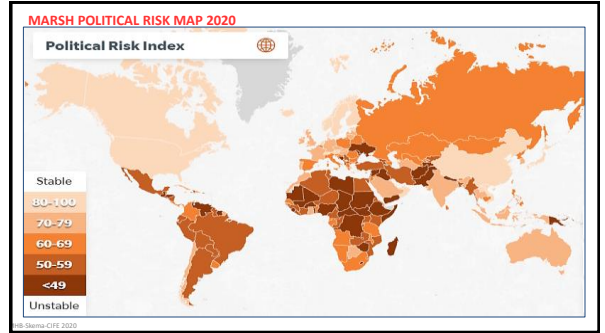 MARSH POLITICAL RISK MAP 2020
Political Risk Index
Stable
80-100
70-79
60-69
50-59
<49
Unstable
IHB-Skema-CIFE 2020